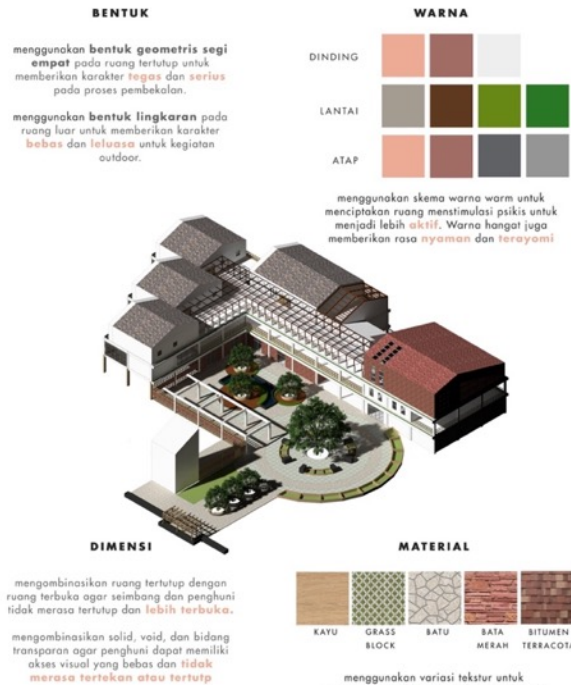 BENTUK
menggunakan bentuk geometris segi
empat pada ruang tertutup untuk
memberikan karakter tegas dan serius
pada proses pembekalan.
menggunakan bentuk lingkaran pada
ruang luar untuk memberikan karakter
bebas dan leluasa untuk kegiatan
outdoor.
WARNA
DINDING
LANTAI
ATAP
menggunakan skema warna warm untuk
menciptakan ruang menstimulasi psikis untuk
menjadi lebih aktif. Warna hangat juga
memberikan rasa nyaman dan terayomi
DIMENSI
mengombinasikan ruang tertutup dengan
ruang terbuka agar seimbang dan penghuni
tidak merasa tertutup dan lebih terbuka.
mengombinasikan solid, void, dan bidang
transparan agar penghuni dapat memiliki
akses visual yang bebas dan tidak
merasa tertekan atau tertutp
MATERIAL
KAYU
GRASS
BLOCK
BATU
BATA
MERAH
BITUMEN
TERRACOTA
menggunakan variasi tekstur untuk